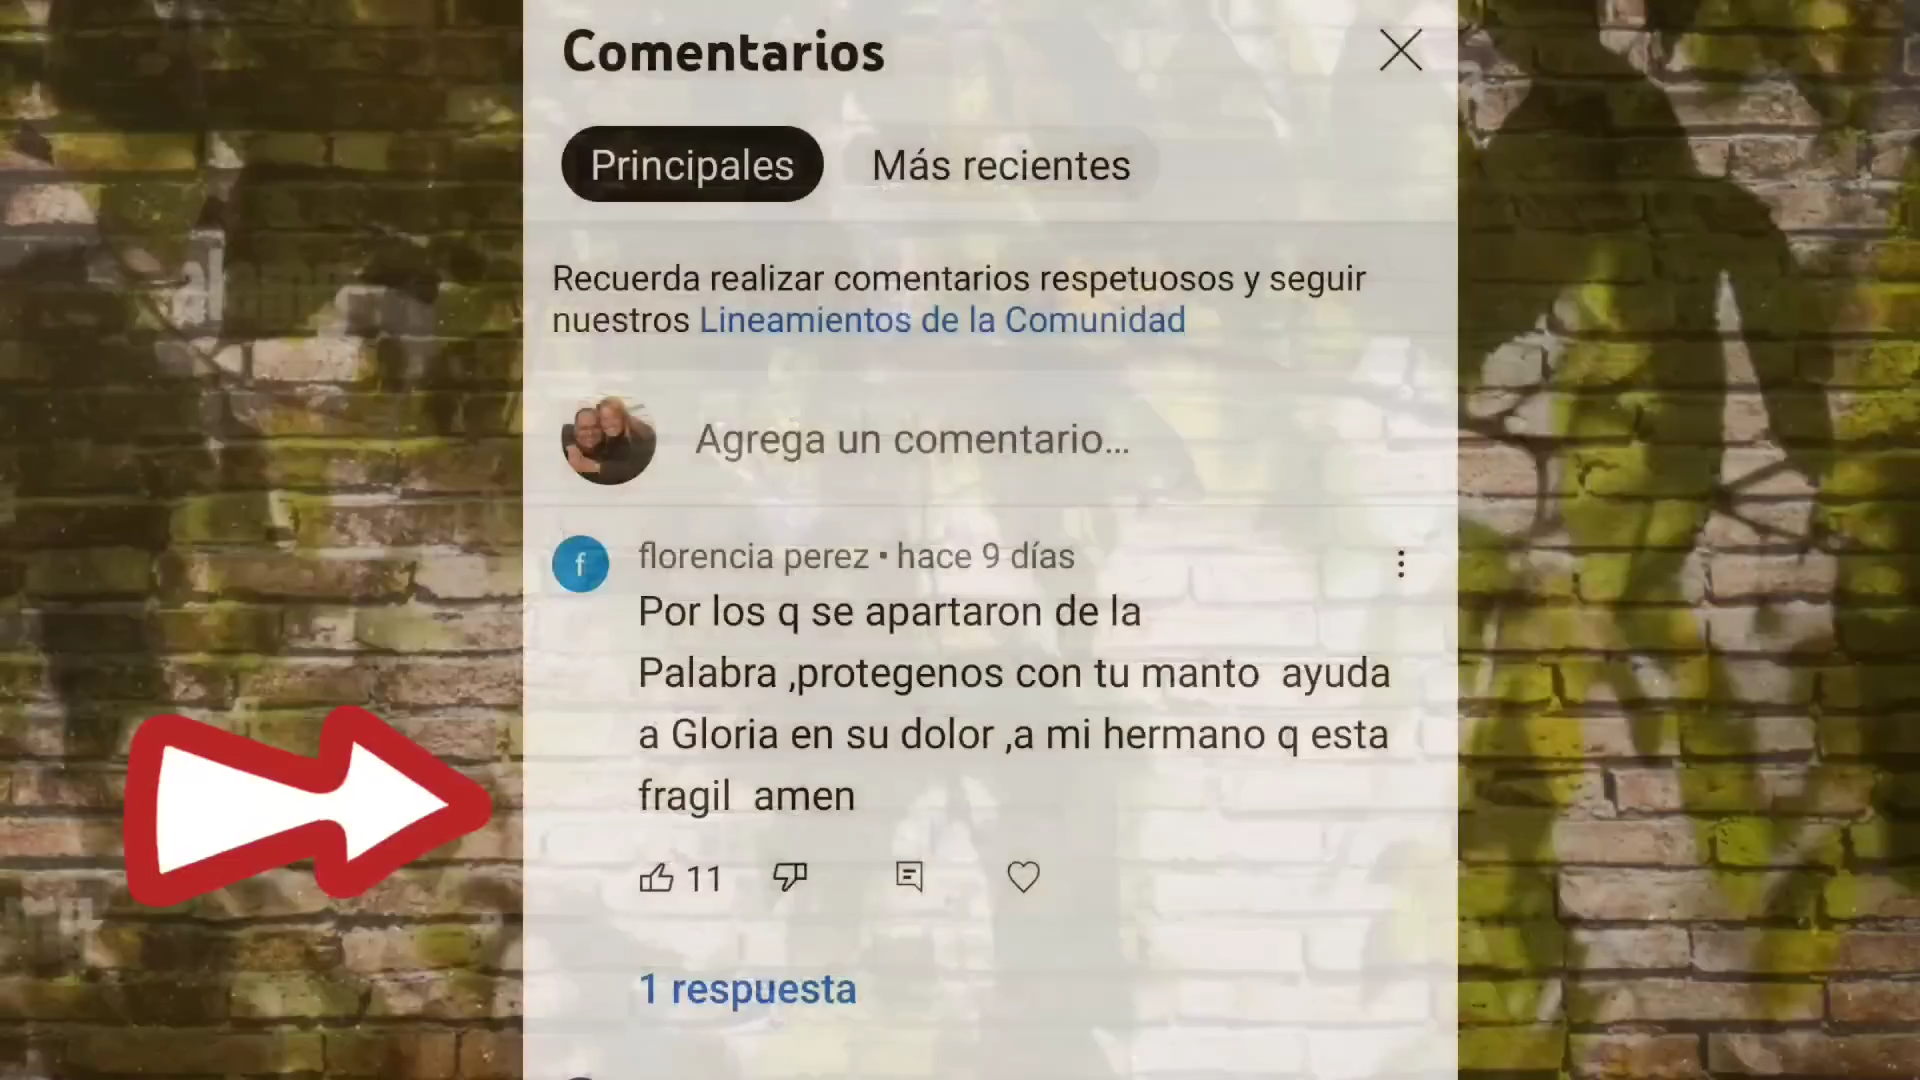 Comentarios
Principales
Más recientes
Recuerda realizar comentarios respetuosos y seguir
nuestros Lineamientos de la Comunidad
Agrega un comentario...
f
florencia perez • hace 9 días
Por los q se apartaron de la
Palabra ,protegenos con tu manto  ayuda
a Gloria en su dolor ,a mi hermano q esta
fragil  amen
11
1 respuesta